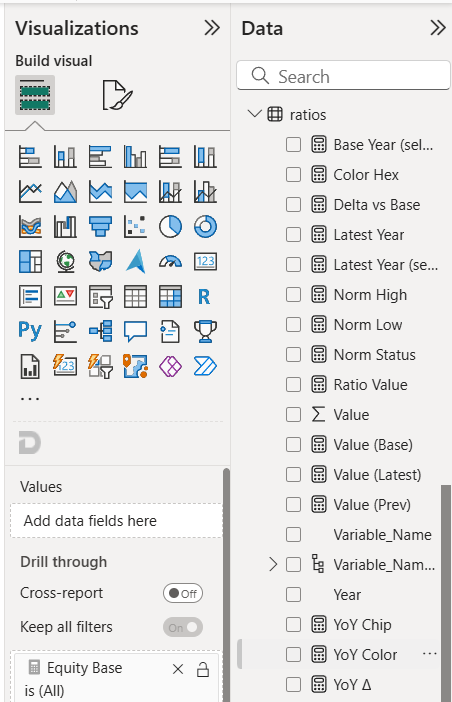 Visualizations
Build visual
123
R
Py
123
...
Values
Add data fields here
Drill through
Cross-report
Off
Keep all filters
On
Equity Base
is (All)
Data
Search
ratios
Base Year (sel...
Color Hex
Delta vs Base
Latest Year
Latest Year (se...
Norm High
Norm Low
Norm Status
Ratio Value
Value
Value (Base)
Value (Latest)
Value (Prev)
Variable_Name
Variable_Nam...
Year
YoY Chip
YoY Color
...
YoY Δ